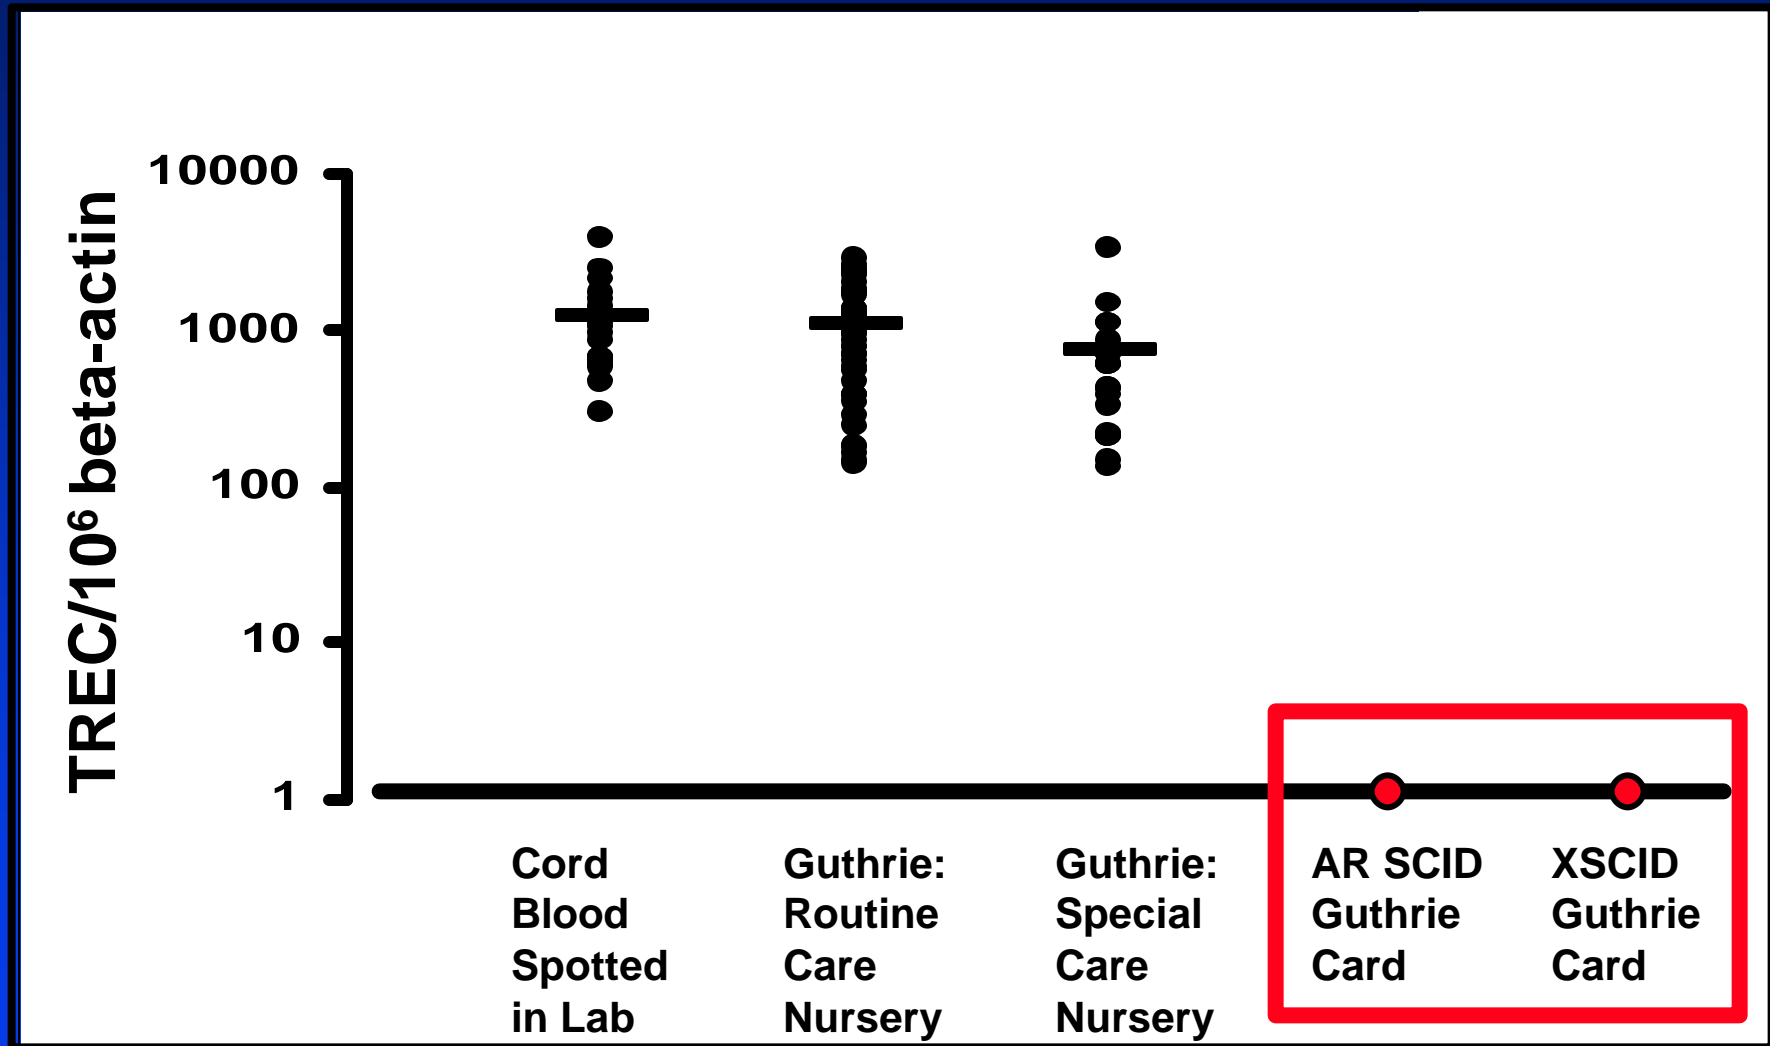 10000
1000
100
10
1
TREC/10⁶ beta-actin
Cord
Blood
Spotted
in Lab
Guthrie:
Routine
Care
Nursery
Guthrie:
Special
Care
Nursery
AR SCID
Guthrie
Card
XSCID
Guthrie
Card